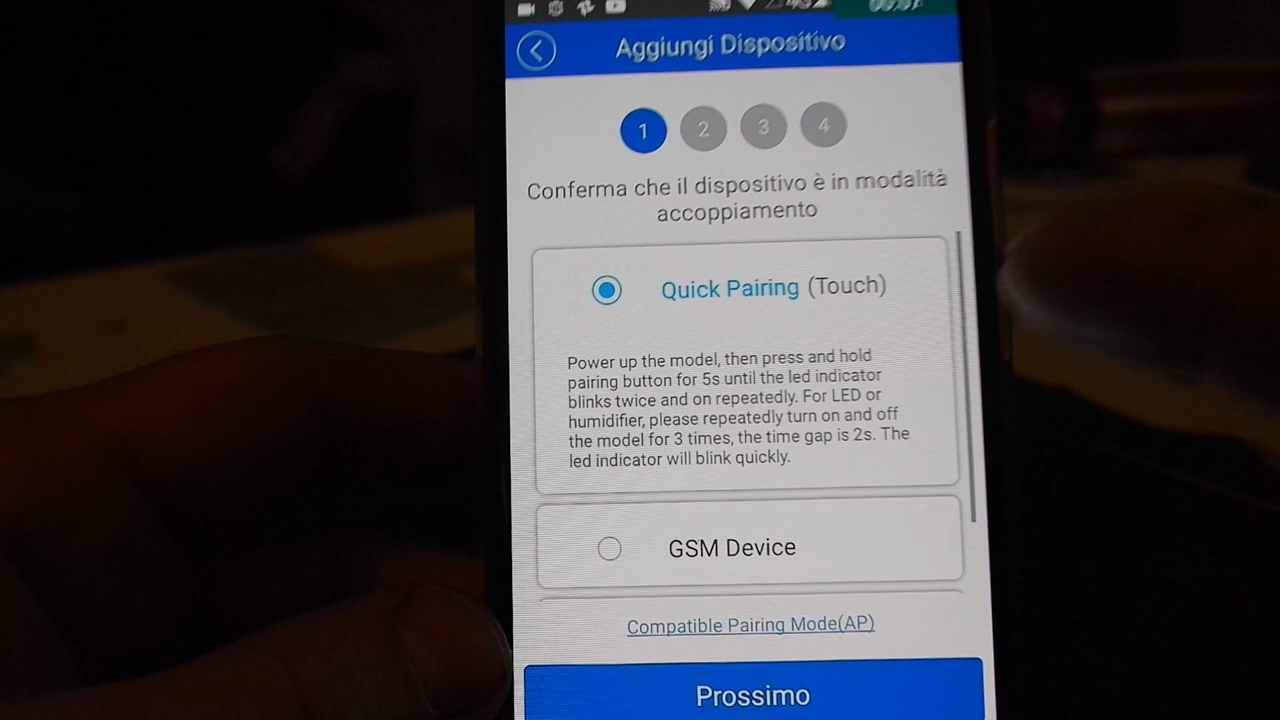 Aggiungi Dispositivo
1 2 3 4
Conferma che il dispositivo è in modalità
accoppiamento
Quick Pairing (Touch)
Power up the model, then press and hold
pairing button for 5s until the led indicator
blinks twice and on repeatedly. For LED or
humidifier, please repeatedly turn on and off
the model for 3 times, the time gap is 2s. The
led indicator will blink quickly.
GSM Device
Compatible Pairing Mode(AP)
Prossimo